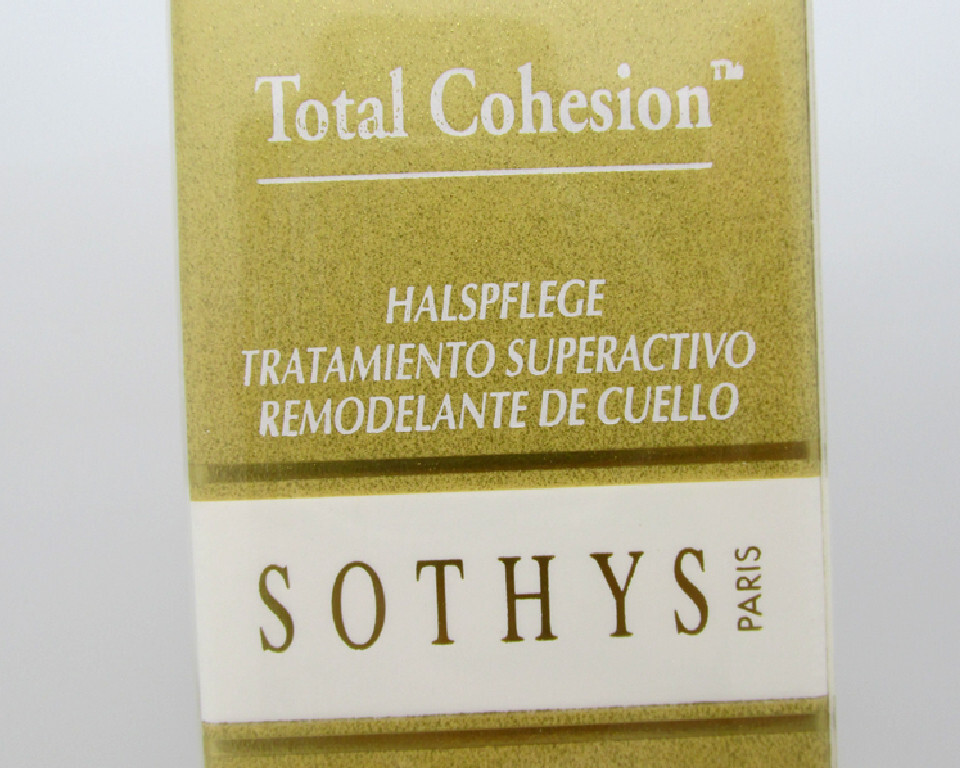 Total Cohesion™
HALSPFLEGE
TRATAMIENTO SUPERACTIVO
REMODELANTE DE CUELLO
SOTHYS PARIS